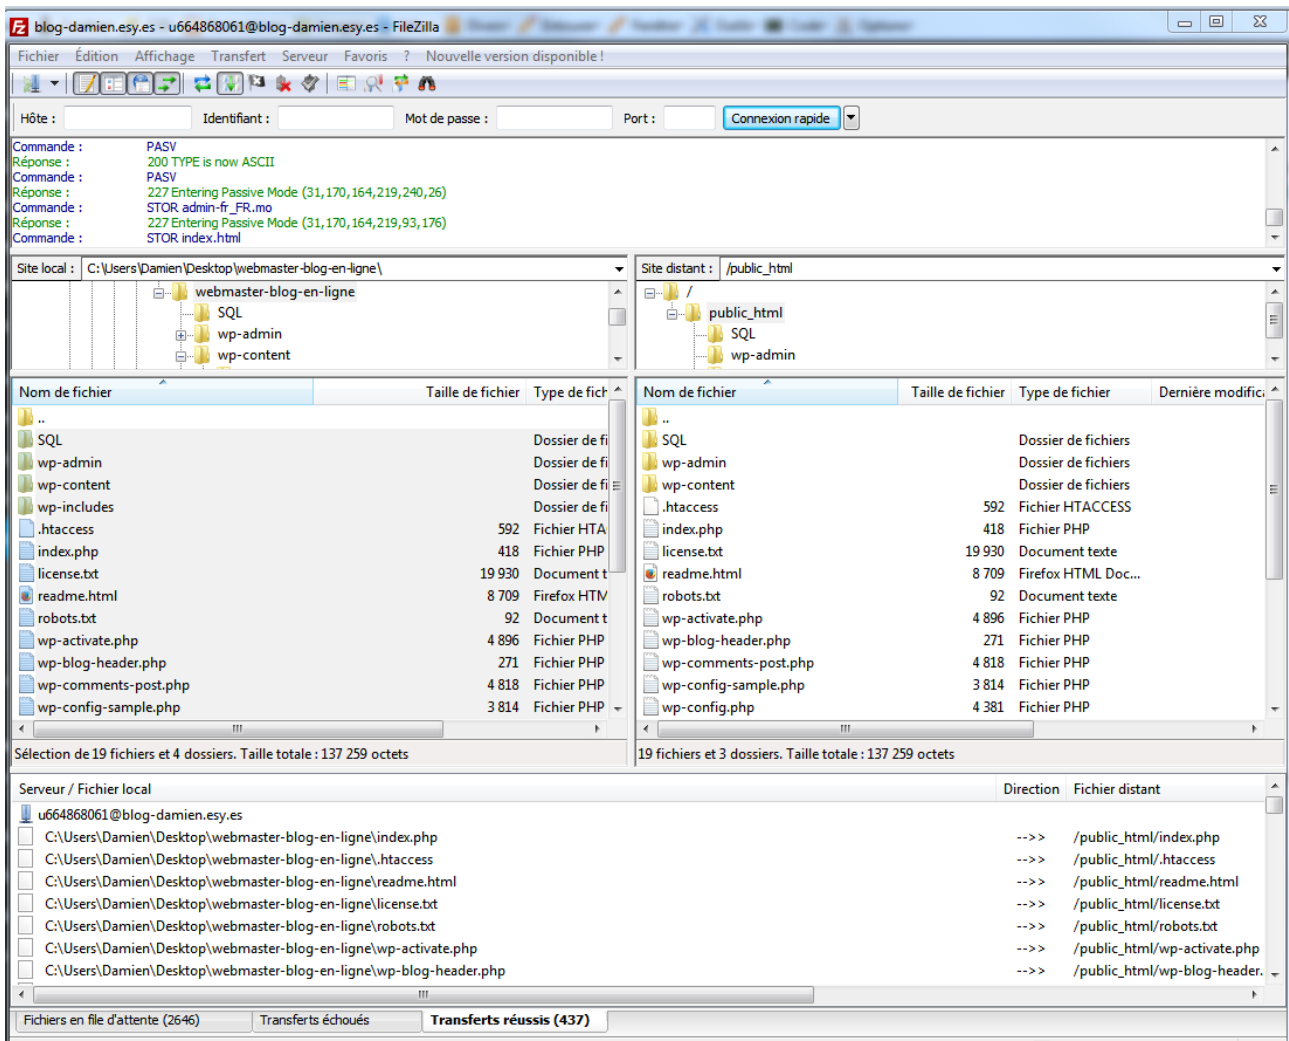 blog-damien.esy.es - u664868061@blog-damien.esy.es - FileZilla
Fichier Édition Affichage Transfert Serveur Favoris ? Nouvelle version disponible !
Hôte : Identifiant : Mot de passe : Port : Connexion rapide
Commande : PASV
Réponse : 200 TYPE is now ASCII
Commande : PASV
Réponse : 227 Entering Passive Mode (31,170,164,219,240,26)
Commande : STOR admin-fr_FR.mo
Réponse : 227 Entering Passive Mode (31,170,164,219,93,176)
Commande : STOR index.html
Site local : C:\Users\Damien\Desktop\webmaster-blog-en-ligne\
webmaster-blog-en-ligne
SQL
wp-admin
wp-content
Site distant : /public_html
/
public_html
SQL
wp-admin
Nom de fichier Taille de fichier Type de fich
..
SQL Dossier de fi
wp-admin Dossier de fi
wp-content Dossier de fi
wp-includes Dossier de fi
.htaccess 592 Fichier HTA
index.php 418 Fichier PHP
license.txt 19 930 Document t
readme.html 8 709 Firefox HTM
robots.txt 92 Document t
wp-activate.php 4 896 Fichier PHP
wp-blog-header.php 271 Fichier PHP
wp-comments-post.php 4 818 Fichier PHP
wp-config-sample.php 3 814 Fichier PHP
Sélection de 19 fichiers et 4 dossiers. Taille totale : 137 259 octets
Nom de fichier Taille de fichier Type de fichier Dernière modifica
..
SQL Dossier de fichiers
wp-admin Dossier de fichiers
wp-content Dossier de fichiers
.htaccess 592 Fichier HTACCESS
index.php 418 Fichier PHP
license.txt 19 930 Document texte
readme.html 8 709 Firefox HTML Doc...
robots.txt 92 Document texte
wp-activate.php 4 896 Fichier PHP
wp-blog-header.php 271 Fichier PHP
wp-comments-post.php 4 818 Fichier PHP
wp-config-sample.php 3 814 Fichier PHP
wp-config.php 4 381 Fichier PHP
19 fichiers et 3 dossiers. Taille totale : 137 259 octets
Serveur / Fichier local Direction Fichier distant
u664868061@blog-damien.esy.es
C:\Users\Damien\Desktop\webmaster-blog-en-ligne\index.php -->> /public_html/index.php
C:\Users\Damien\Desktop\webmaster-blog-en-ligne\.htaccess -->> /public_html/.htaccess
C:\Users\Damien\Desktop\webmaster-blog-en-ligne\readme.html -->> /public_html/readme.html
C:\Users\Damien\Desktop\webmaster-blog-en-ligne\license.txt -->> /public_html/license.txt
C:\Users\Damien\Desktop\webmaster-blog-en-ligne\robots.txt -->> /public_html/robots.txt
C:\Users\Damien\Desktop\webmaster-blog-en-ligne\wp-activate.php -->> /public_html/wp-activate.php
C:\Users\Damien\Desktop\webmaster-blog-en-ligne\wp-blog-header.php -->> /public_html/wp-blog-header.
Fichiers en file d'attente (2646) Transferts échoués Transferts réussis (437)